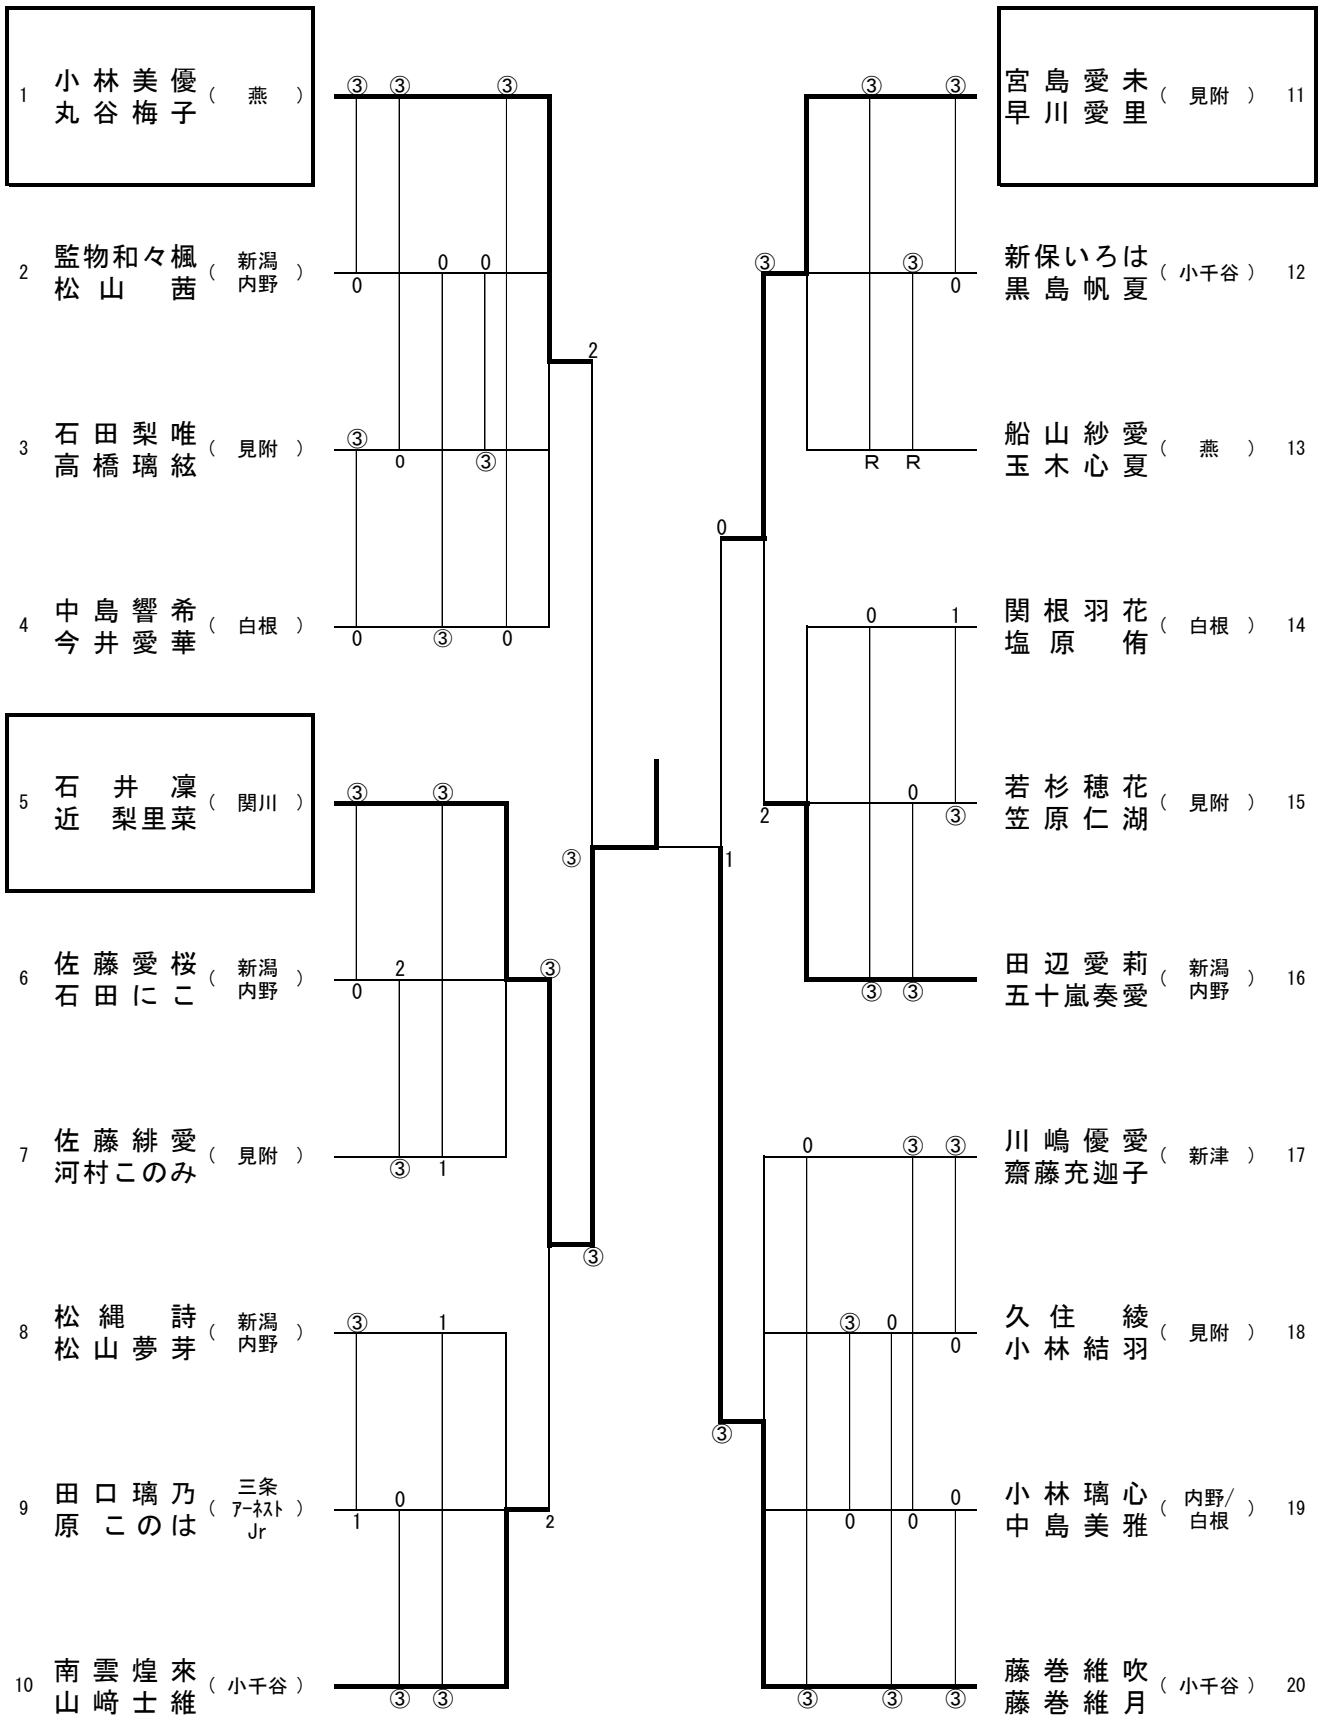 1 小林美優 ( 燕 )
丸谷梅子
③ ③ ③
2 監物和々楓 ( 新潟
内野 )
松山 茜
0 0
0
3 石田梨唯 ( 見附 )
高橋璃絃
③
0 ③
4 中島響希 ( 白根 )
今井愛華
0 ③ 0
2
5 石井凜 ( 関川 )
近梨里菜
③ ③
6 佐藤愛桜 ( 新潟
内野 )
石田にこ
2
0
③
7 佐藤緋愛 ( 見附 )
河村このみ
③ 1
8 松縄詩 ( 新潟
内野 )
松山夢芽
③ 1
9 田口璃乃 ( 三条
アーネスト
Jr )
原このは
0
1
2
10 南雲煌來 ( 小千谷 )
山﨑士維
③ ③
③
③
1
宮島愛未 ( 見附 ) 11
早川愛里
③ ③
新保いろは ( 小千谷 ) 12
黒島帆夏
③ ③
0
船山紗愛 ( 燕 ) 13
玉木心夏
R R
0
関根羽花 ( 白根 ) 14
塩原侑
0 1
若杉穂花 ( 見附 ) 15
笠原仁湖
0
2 ③
田辺愛莉 ( 新潟
内野 ) 16
五十嵐奏愛
③ ③
川嶋優愛 ( 新津 ) 17
齋藤充迦子
0 ③ ③
久住綾 ( 見附 ) 18
小林結羽
③ 0
0
③
小林璃心 ( 内野/
白根 ) 19
中島美雅
0
0 0
藤巻維吹 ( 小千谷 ) 20
藤巻維月
③ ③ ③